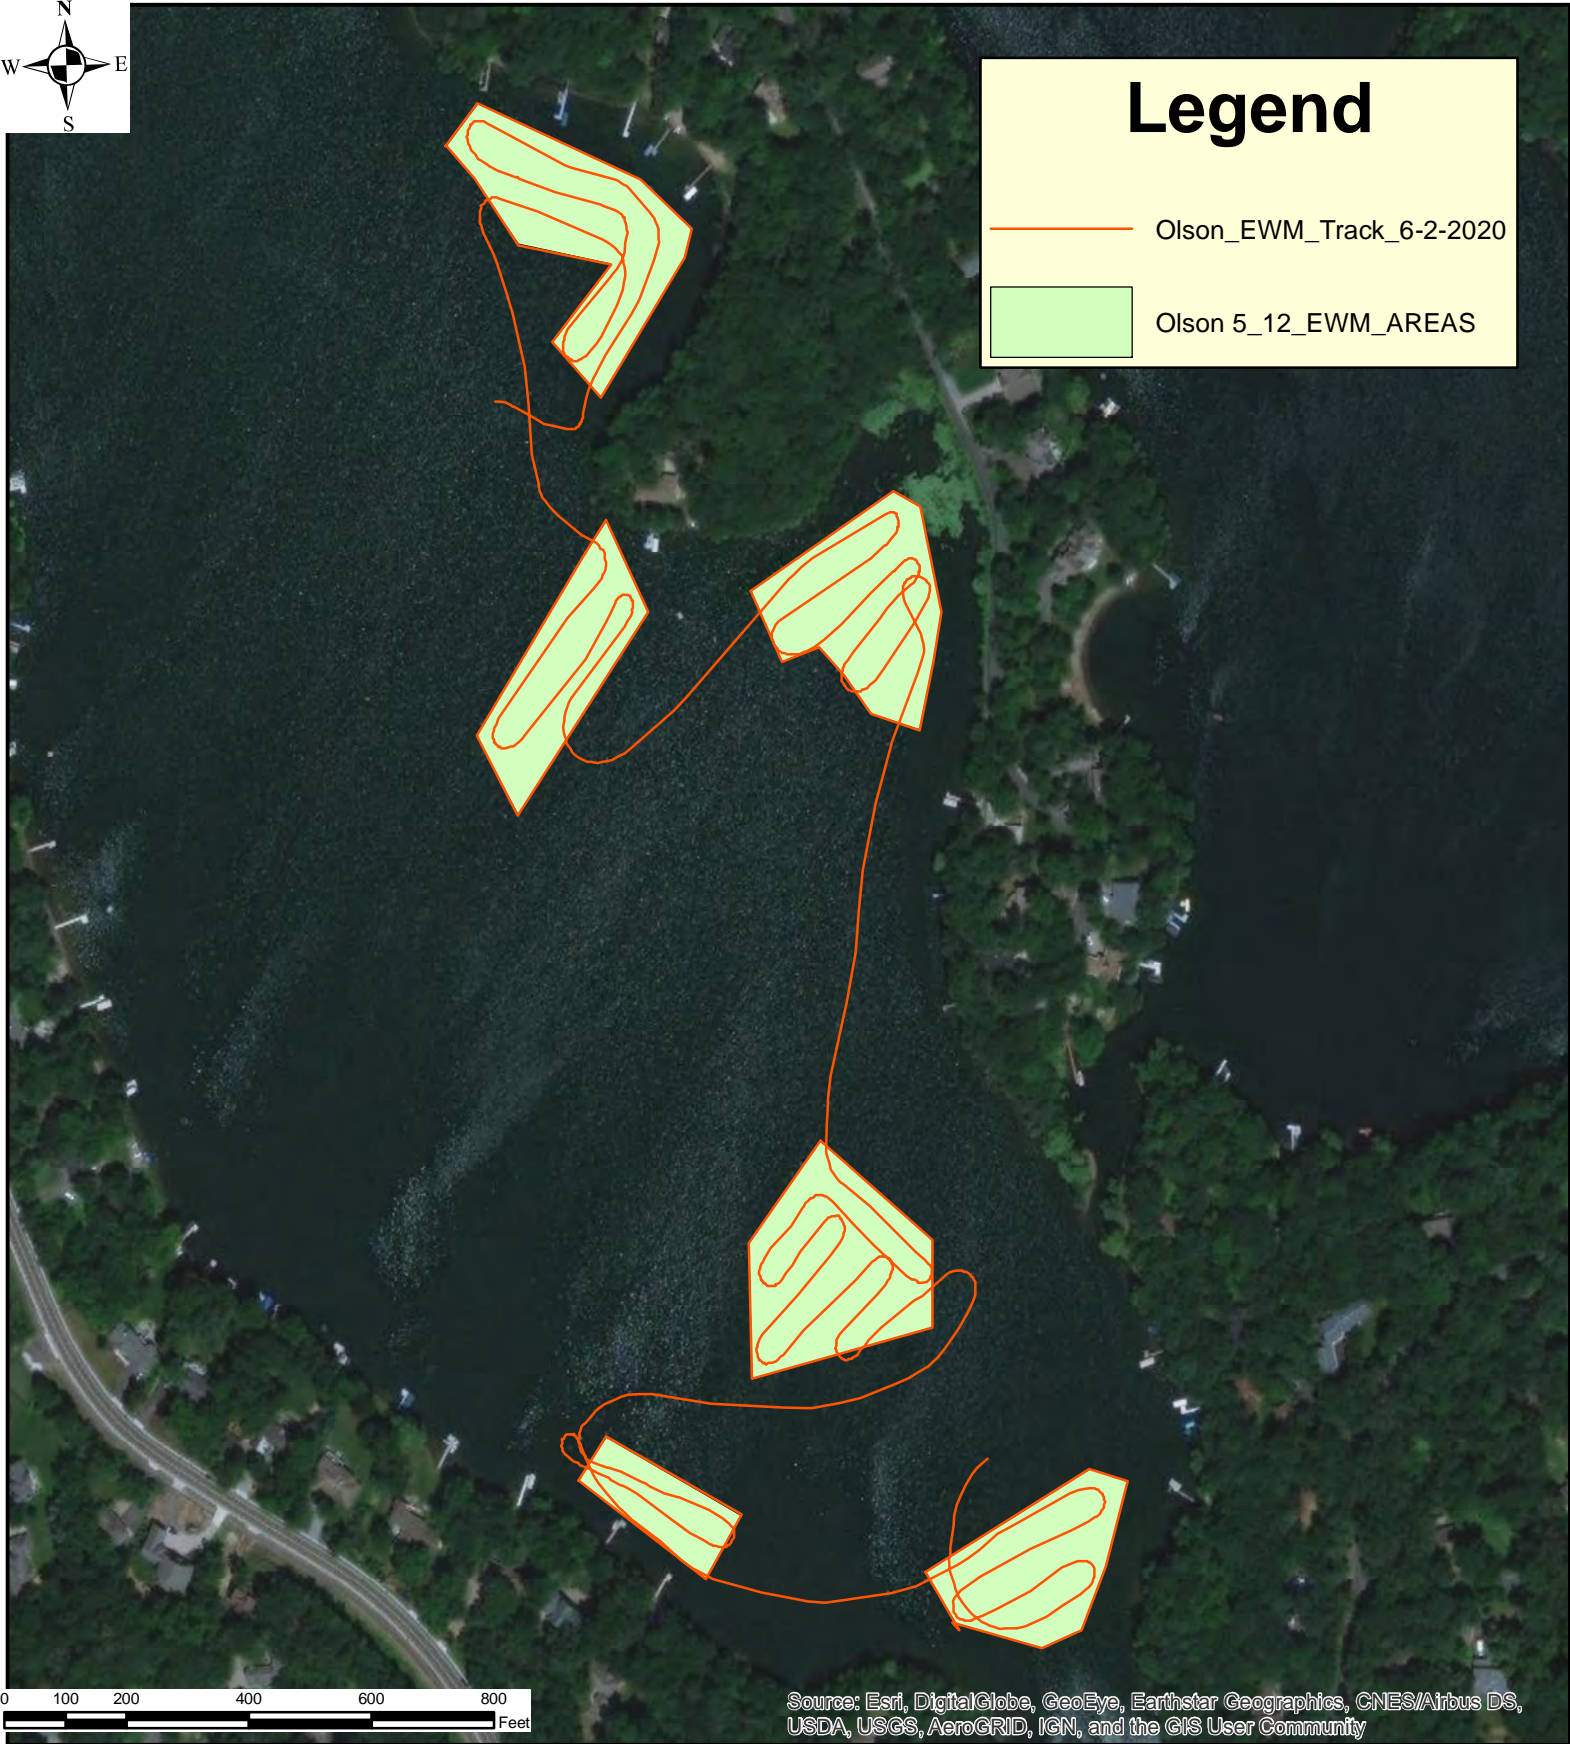 N
W E
S
Legend
Olson_EWM_Track_6-2-2020
Olson 5_12_EWM_AREAS
0 100 200 400 600 800
Feet
Source: Esri, DigitalGlobe, GeoEye, Earthstar Geographics, CNES/Airbus DS,
USDA, USGS, AeroGRID, IGN, and the GIS User Community